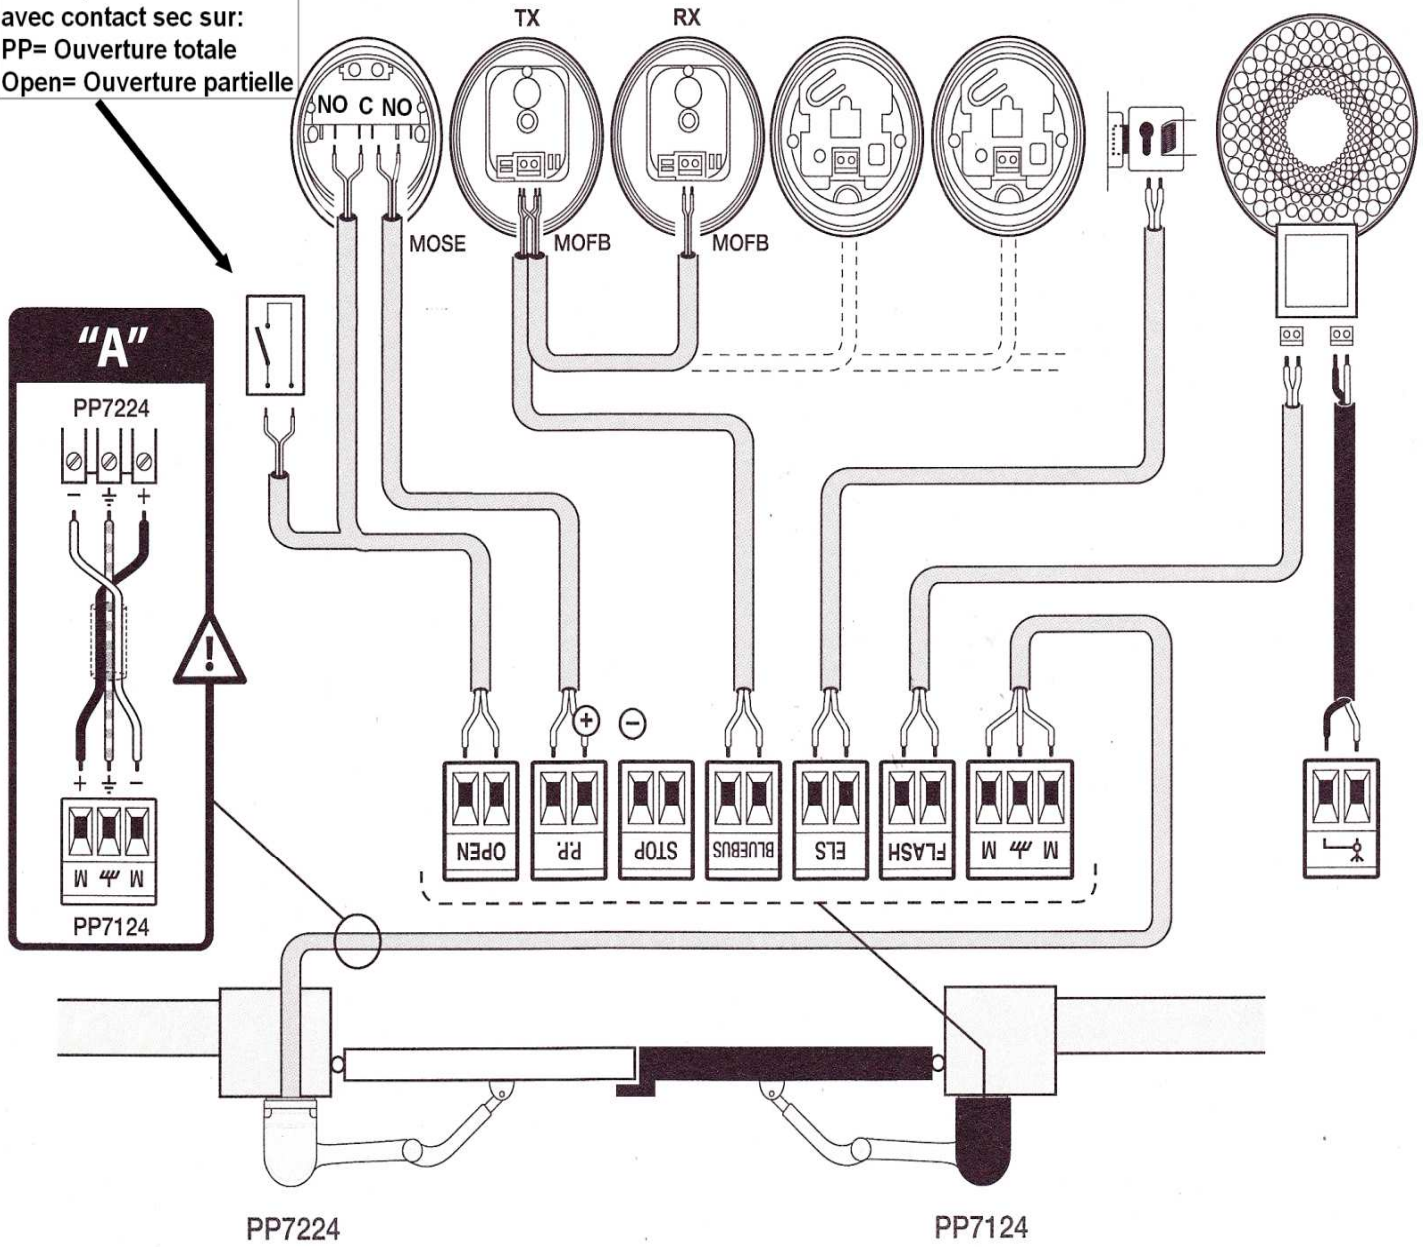 avec contact sec sur:
PP= Ouverture totale
Open= Ouverture partielle
TX
RX
NO C NO
MOSE
MOFB
MOFB
"A"
PP7224
- +
+ -
M M
PP7124
!
+ -
OPEN
P.P.
STOP
BLUEBUS
ELS
FLASH
M M
PP7224
PP7124